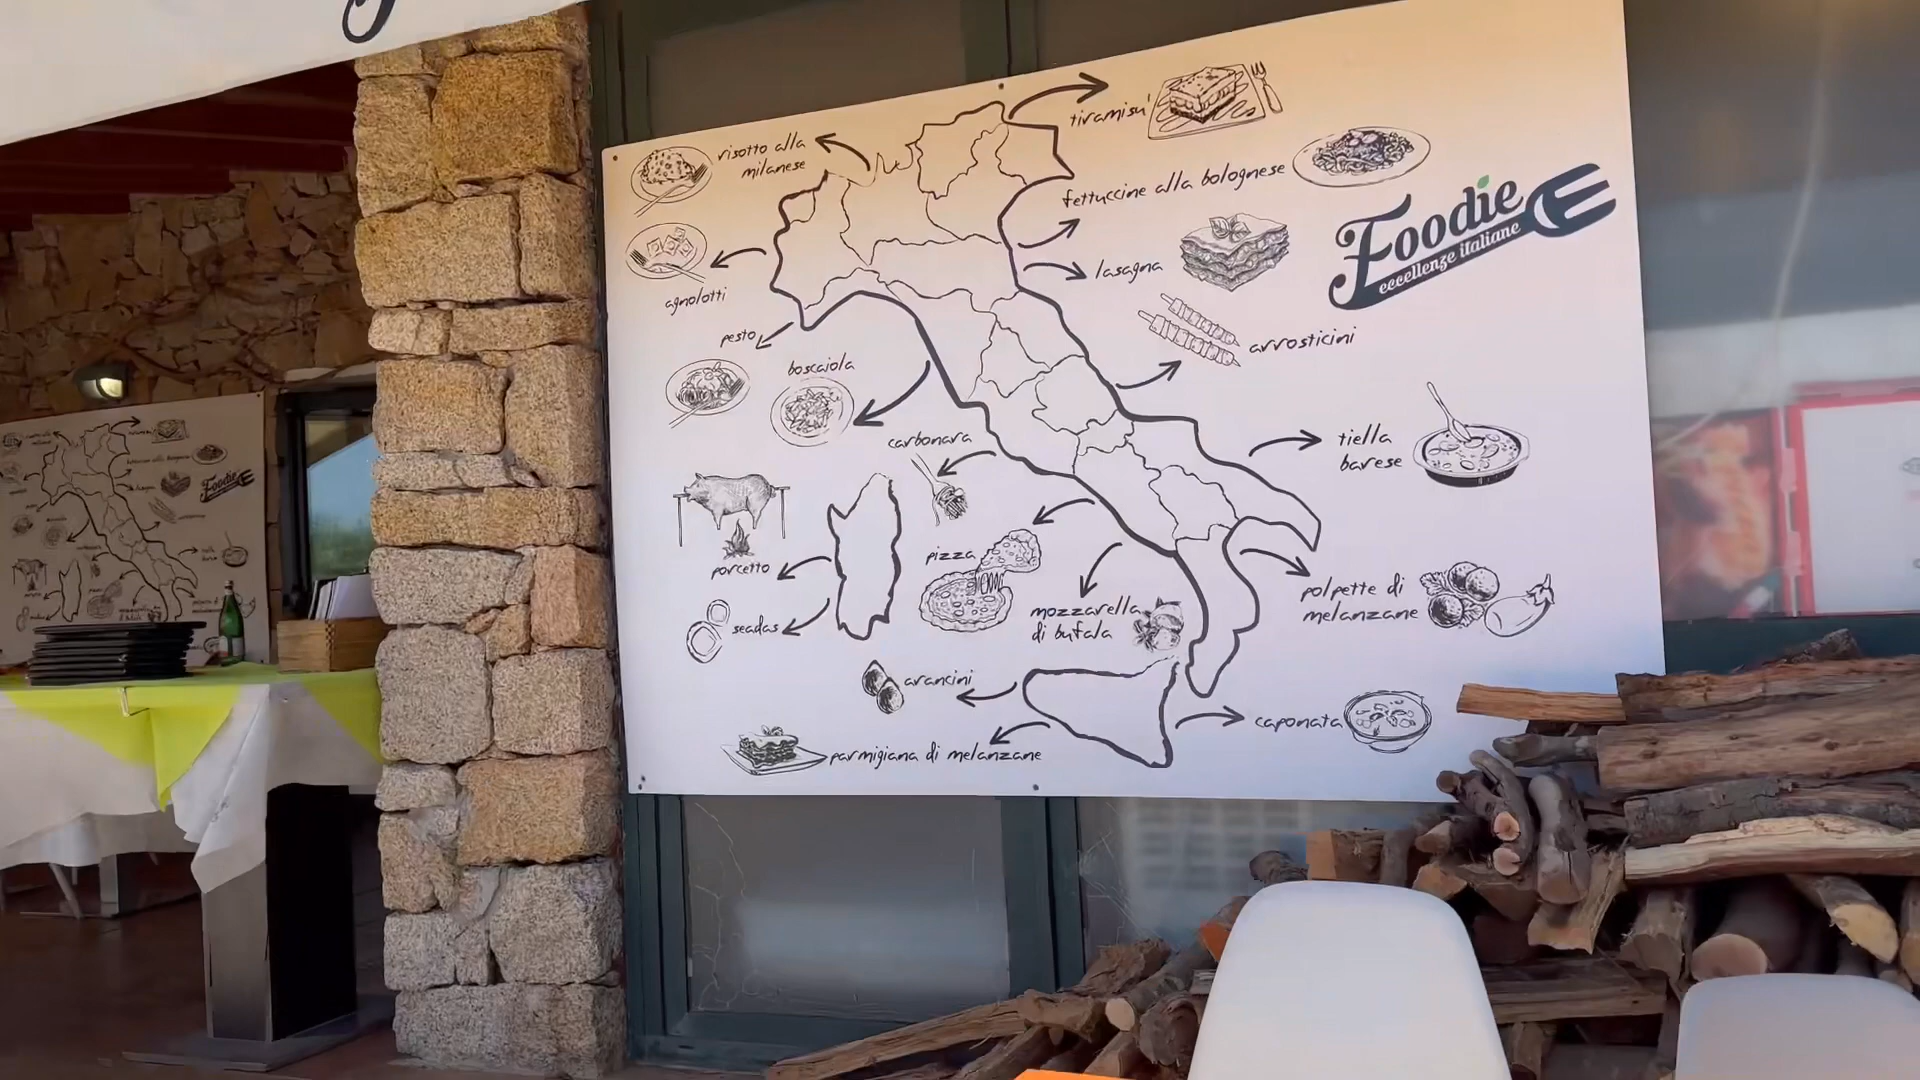 tiramisu'
risotto alla
milanese
fettuccine alla bolognese
Foodie
eccellenze italiane
lasagna
agnolotti
pesto
arrosticini
boscaiola
carbonara
tiella
barese
pizza
porcetto
polpette di
melanzane
mozzarella
di bufala
seadas
arancini
caponata
parmigiana di melanzane
Foodie